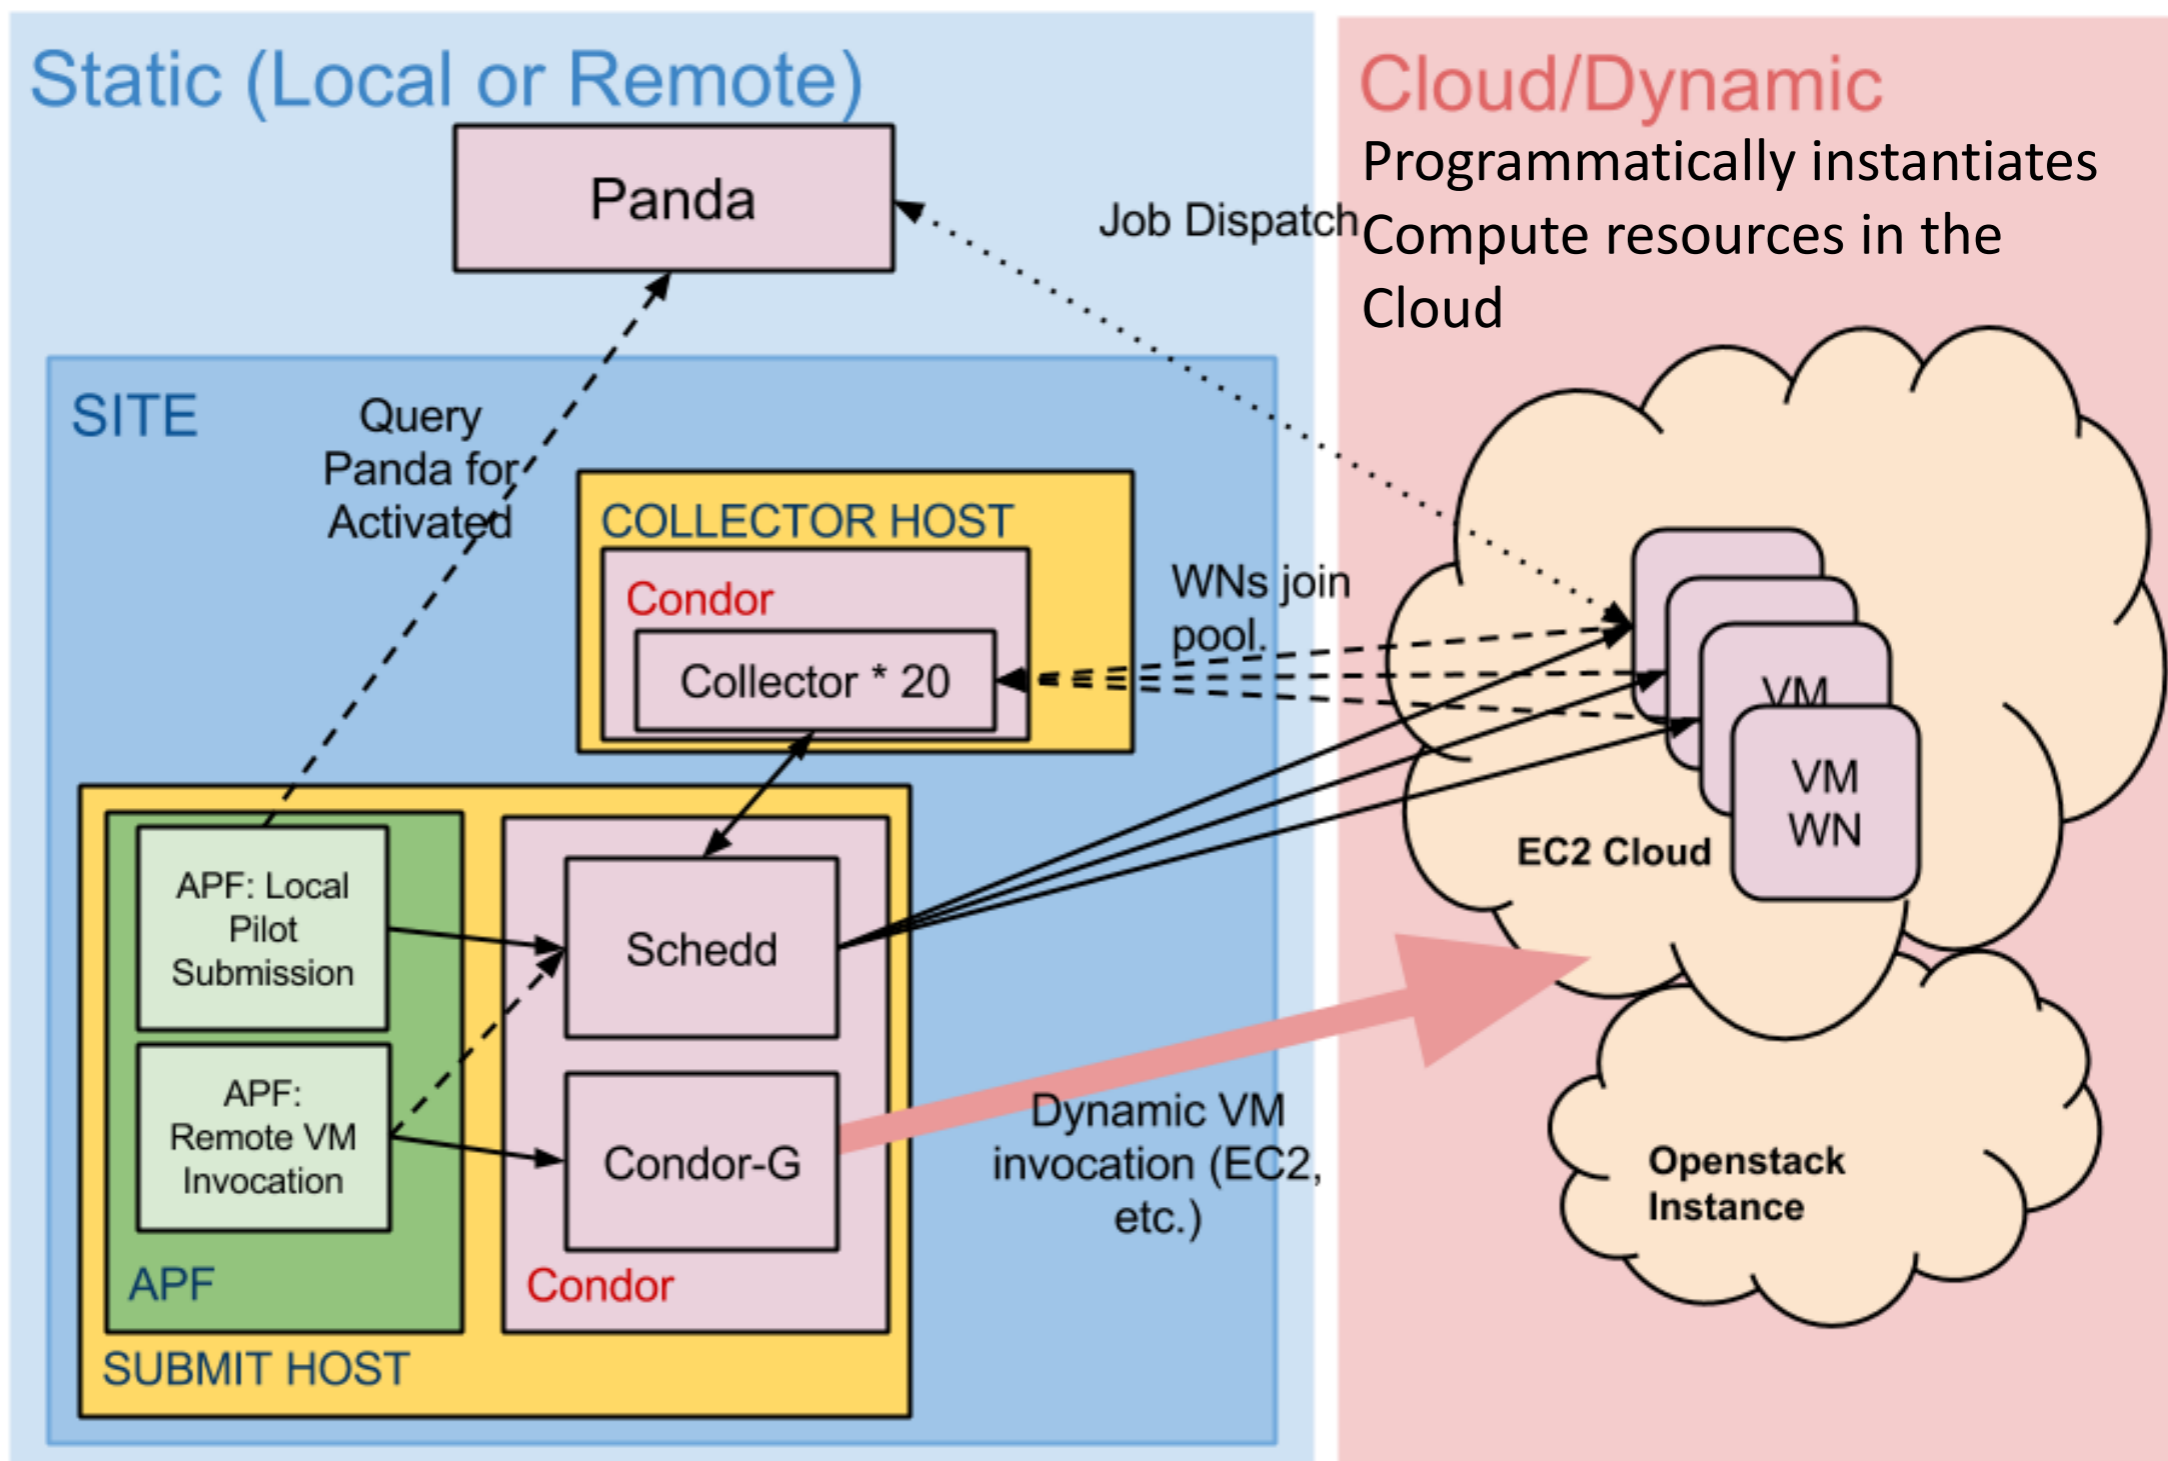 Static (Local or Remote)
Panda
Job Dispatch
SITE
Query
Panda for
Activated
COLLECTOR HOST
Condor
Collector * 20
WNs join
pool.
APF: Local
Pilot
Submission
APF:
Remote VM
Invocation
APF
Schedd
Condor-G
Condor
SUBMIT HOST
Dynamic VM
invocation (EC2,
etc.)
Cloud/Dynamic
Programmatically instantiates
Compute resources in the
Cloud
VM
VM
WN
EC2 Cloud
Openstack
Instance